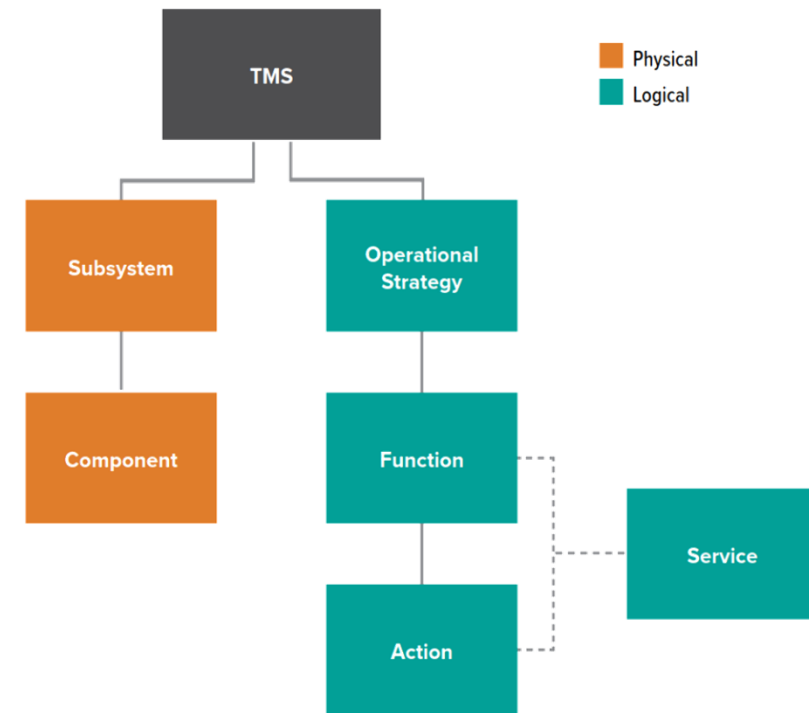 TMS
Physical
Logical
Subsystem
Operational
Strategy
Component
Function
Service
Action